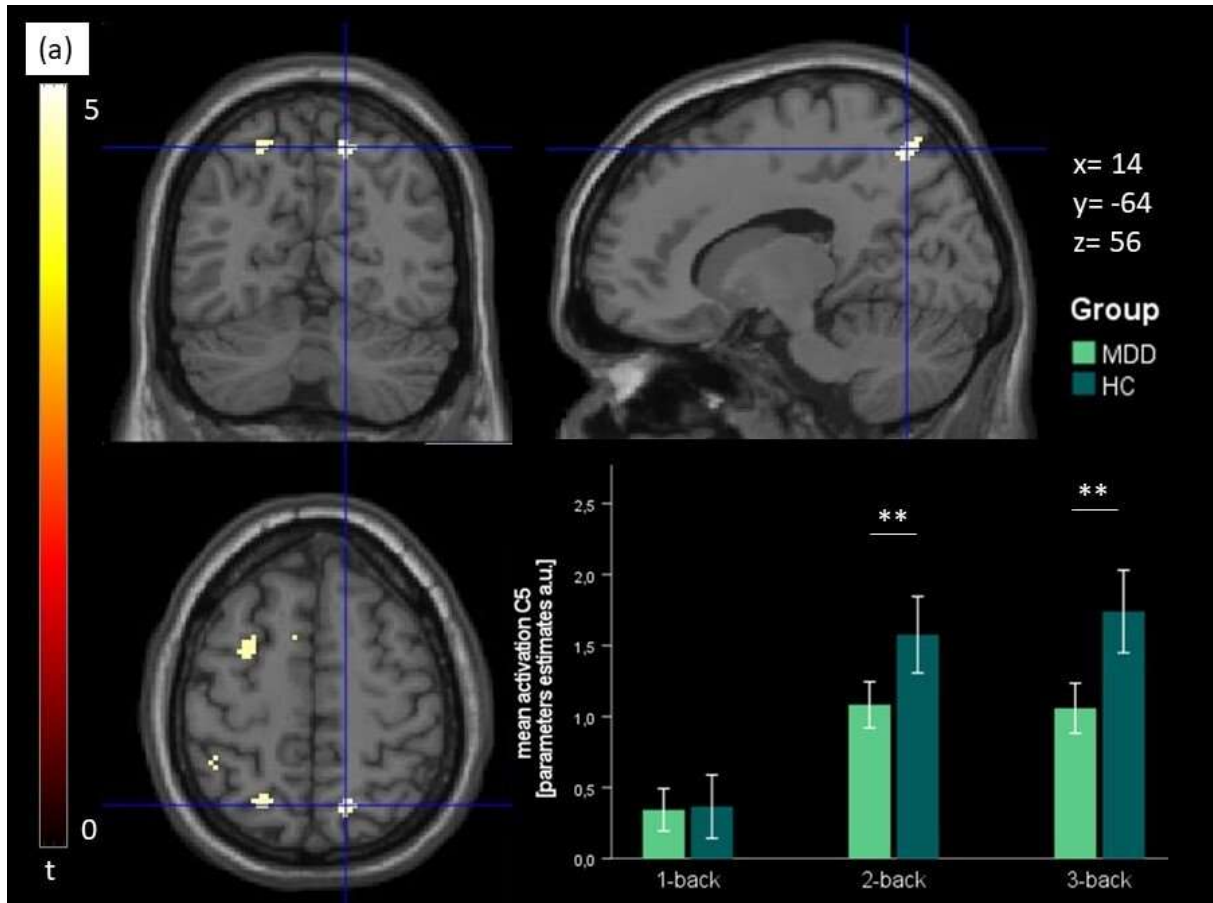 (a)
5
0
t
x= 14
y= -64
z= 56
Group
MDD
HC
mean activation C5
[parameters estimates a.u.]
2,5
2,0
1,5
1,0
0,5
0,0
**
**
1-back
2-back
3-back